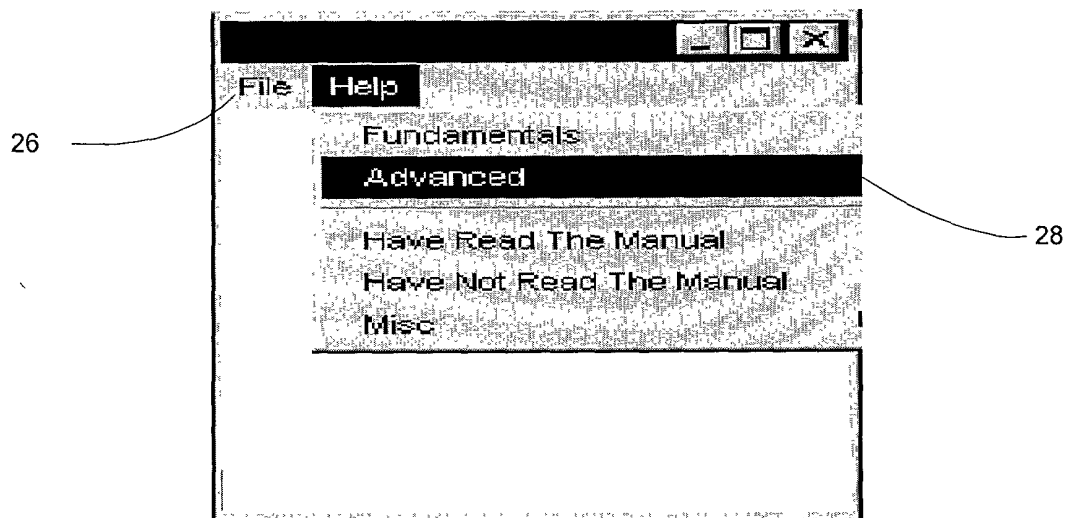 File Help
Fundamentals
26
Advanced
Have Read The Manual
28
Have Not Read The Manual
Misc